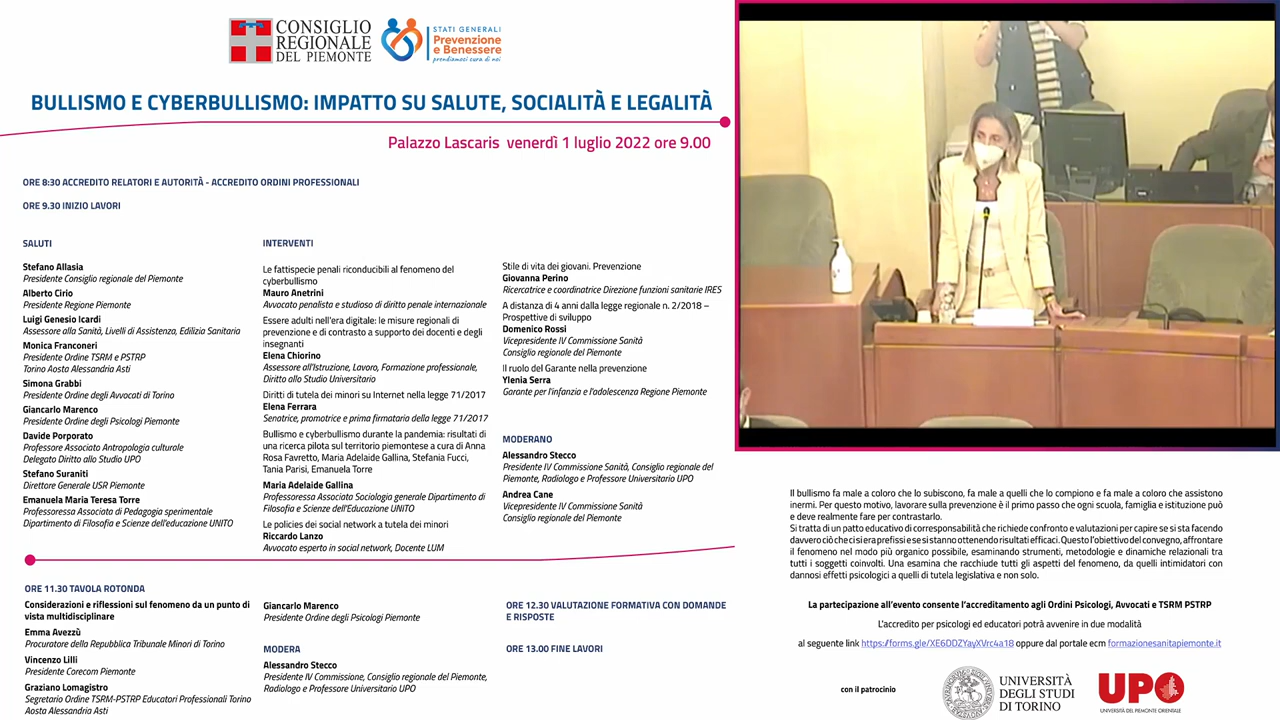 CONSIGLIO
REGIONALE
DEL PIEMONTE
STATI GENERALI
Prevenzione
e Benessere
prendiamoci cura di noi
BULLISMO E CYBERBULLISMO: IMPATTO SU SALUTE, SOCIALITÀ E LEGALITÀ
Palazzo Lascaris venerdì 1 luglio 2022 ore 9.00
ORE 8:30 ACCREDITO RELATORI E AUTORITÀ - ACCREDITO ORDINI PROFESSIONALI
ORE 9.30 INIZIO LAVORI
SALUTI
Stefano Allasia
Presidente Consiglio regionale del Piemonte
Alberto Cirio
Presidente Regione Piemonte
Luigi Genesio Icardi
Assessore alla Sanità, Livelli di Assistenza, Edilizia Sanitaria
Monica Franconeri
Presidente Ordine TSRM e PSTRP
Torino Aosta Alessandria Asti
Simona Grabbi
Presidente Ordine degli Avvocati di Torino
Giancarlo Marenco
Presidente Ordine degli Psicologi Piemonte
Davide Porporato
Professore Associato Antropologia culturale
Delegato Diritto allo Studio UPO
Stefano Suraniti
Direttore Generale USR Piemonte
Emanuela Maria Teresa Torre
Professoressa Associata di Pedagogia sperimentale
Dipartimento di Filosofia e Scienze dell'educazione UNITO
INTERVENTI
Le fattispecie penali riconducibili al fenomeno del
cyberbullismo
Mauro Anetrini
Avvocato penalista e studioso di diritto penale internazionale
Essere adulti nell'era digitale: le misure regionali di
prevenzione e di contrasto a supporto dei docenti e degli
insegnanti
Elena Chiorino
Assessore all'Istruzione, Lavoro, Formazione professionale,
Diritto allo Studio Universitario
Diritti di tutela dei minori su Internet nella legge 71/2017
Elena Ferrara
Senatrice, promotrice e prima firmataria della legge 71/2017
Bullismo e cyberbullismo durante la pandemia: risultati di
una ricerca pilota sul territorio piemontese a cura di Anna
Rosa Favretto, Maria Adelaide Gallina, Stefania Fucci,
Tania Parisi, Emanuela Torre
Maria Adelaide Gallina
Professoressa Associata Sociologia generale Dipartimento di
Filosofia e Scienze dell'Educazione UNITO
Le policies dei social network a tutela dei minori
Riccardo Lanzo
Avvocato esperto in social network, Docente LUM
Stile di vita dei giovani. Prevenzione
Giovanna Perino
Ricercatrice e coordinatrice Direzione funzioni sanitarie IRES
A distanza di 4 anni dalla legge regionale n. 2/2018 –
Prospettive di sviluppo
Domenico Rossi
Vicepresidente IV Commissione Sanità
Consiglio regionale del Piemonte
Il ruolo del Garante nella prevenzione
Ylenia Serra
Garante per l'infanzia e l'adolescenza Regione Piemonte
MODERANO
Alessandro Stecco
Presidente IV Commissione Sanità, Consiglio regionale del
Piemonte, Radiologo e Professore Universitario UPO
Andrea Cane
Vicepresidente IV Commissione Sanità
Consiglio regionale del Piemonte
ORE 11.30 TAVOLA ROTONDA
Considerazioni e riflessioni sul fenomeno da un punto di
vista multidisciplinare
Emma Avezzù
Procuratore della Repubblica Tribunale Minori di Torino
Vincenzo Lilli
Presidente Corecom Piemonte
Graziano Lomagistro
Segretario Ordine TSRM-PSTRP Educatori Professionali Torino
Aosta Alessandria Asti
Giancarlo Marenco
Presidente Ordine degli Psicologi Piemonte
MODERA
Alessandro Stecco
Presidente IV Commissione, Consiglio regionale del Piemonte,
Radiologo e Professore Universitario UPO
ORE 12.30 VALUTAZIONE FORMATIVA CON DOMANDE
E RISPOSTE
ORE 13.00 FINE LAVORI
Il bullismo fa male a coloro che lo subiscono, fa male a quelli che lo compiono e fa male a coloro che assistono
inermi. Per questo motivo, lavorare sulla prevenzione è il primo passo che ogni scuola, famiglia e istituzione può
e deve realmente fare per contrastarlo.
Si tratta di un patto educativo di corresponsabilità che richiede confronto e valutazioni per capire se si sta facendo
davvero ciò che ci si era prefissi e se si stanno ottenendo risultati efficaci. Questo l'obiettivo del convegno, affrontare
il fenomeno nel modo più organico possibile, esaminando strumenti, metodologie e dinamiche relazionali tra
tutti i soggetti coinvolti. Una esamina che racchiude tutti gli aspetti del fenomeno, da quelli intimidatori con
dannosi effetti psicologici a quelli di tutela legislativa e non solo.
La partecipazione all'evento consente l'accreditamento agli Ordini Psicologi, Avvocati e TSRM PSTRP
L'accredito per psicologi ed educatori potrà avvenire in due modalità
al seguente link https://forms.gle/XE6DDZYayXVrc4a18 oppure dal portale ecm formazionesanitapiemonte.it
con il patrocinio
UNIVERSITÀ
DEGLI STUDI
DI TORINO
UPO
UNIVERSITÀ DEL PIEMONTE ORIENTALE